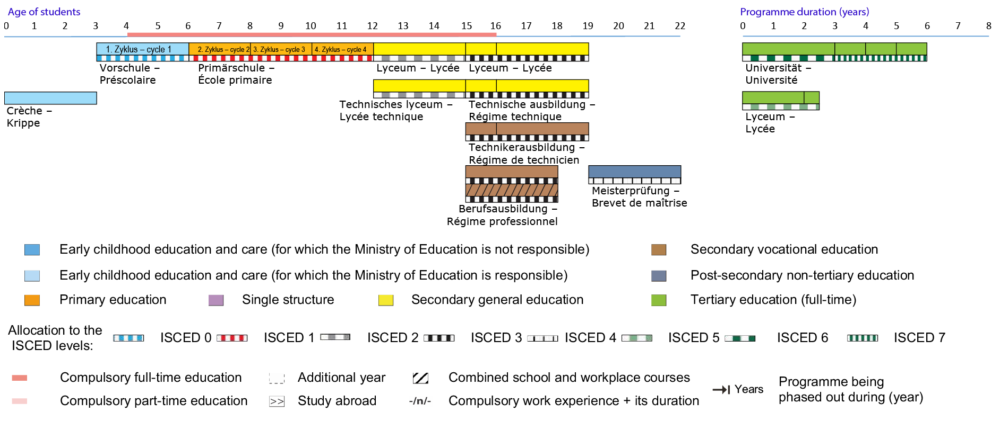 Age of students
Programme duration (years)
0 1 2 3 4 5 6 7 8 9 10 11 12 13 14 15 16 17 18 19 20 21 22
0 1 2 3 4 5 6 7 8
1. Zyklus – cycle 1
2. Zyklus – cycle 2
3. Zyklus – cycle 3
4. Zyklus – cycle 4
Vorschule –
Préscolaire
Primärschule –
École primaire
Lyceum – Lycée
Lyceum – Lycée
Universität –
Université
Crèche –
Krippe
Technisches lyceum –
Lycée technique
Technische ausbildung –
Régime technique
Lyceum –
Lycée
Technikerausbildung –
Régime de technicien
Meisterprüfung –
Brevet de maîtrise
Berufsausbildung –
Régime professionnel
Early childhood education and care (for which the Ministry of Education is not responsible)
Secondary vocational education
Early childhood education and care (for which the Ministry of Education is responsible)
Post-secondary non-tertiary education
Primary education
Single structure
Secondary general education
Tertiary education (full-time)
Allocation to the
ISCED levels:
ISCED 0
ISCED 1
ISCED 2
ISCED 3
ISCED 4
ISCED 5
ISCED 6
ISCED 7
Compulsory full-time education
Additional year
Combined school and workplace courses
Years
Programme being
phased out during (year)
Compulsory part-time education
>>
Study abroad
-/n/-
Compulsory work experience + its duration